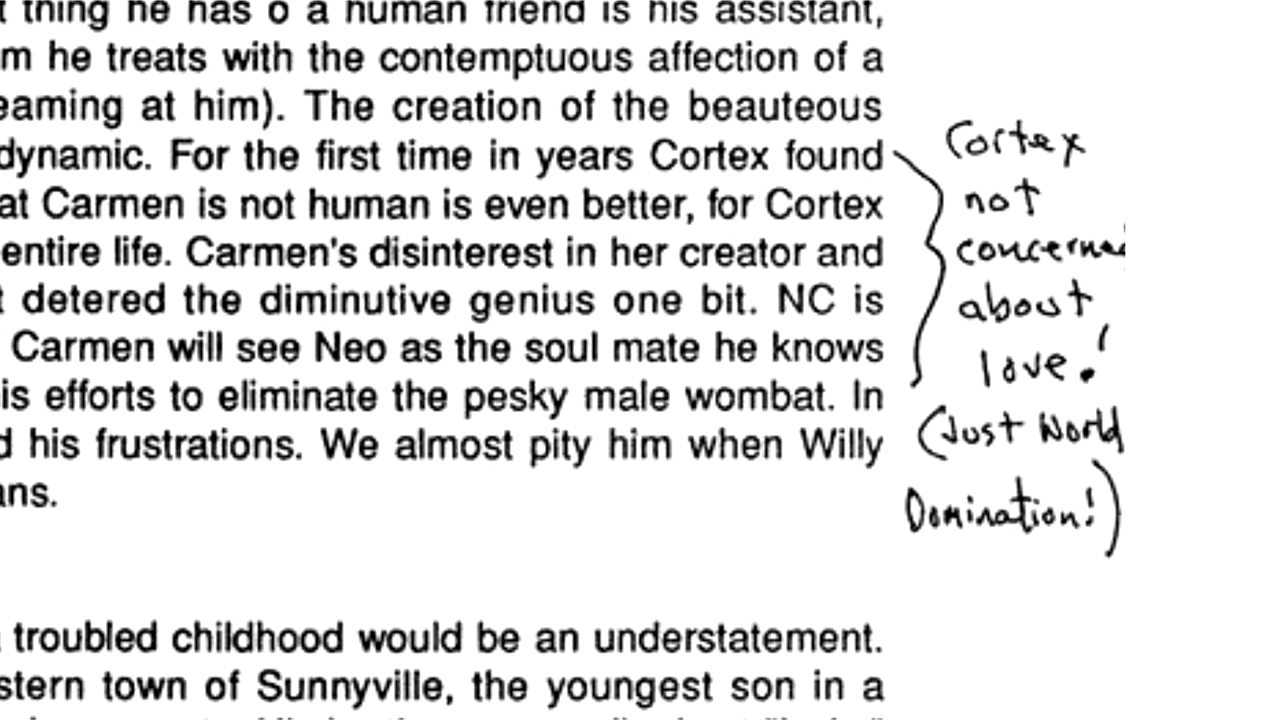 t thing he has o a human friend is his assistant,
m he treats with the contemptuous affection of a
eaming at him). The creation of the beauteous
dynamic. For the first time in years Cortex found
at Carmen is not human is even better, for Cortex
entire life. Carmen's disinterest in her creator and
t detered the diminutive genius one bit. NC is
Carmen will see Neo as the soul mate he knows
is efforts to eliminate the pesky male wombat. In
d his frustrations. We almost pity him when Willy
ans.
Cortex
not
concerned
about
love!
(Just World
Domination!)
troubled childhood would be an understatement.
stern town of Sunnyville, the youngest son in a